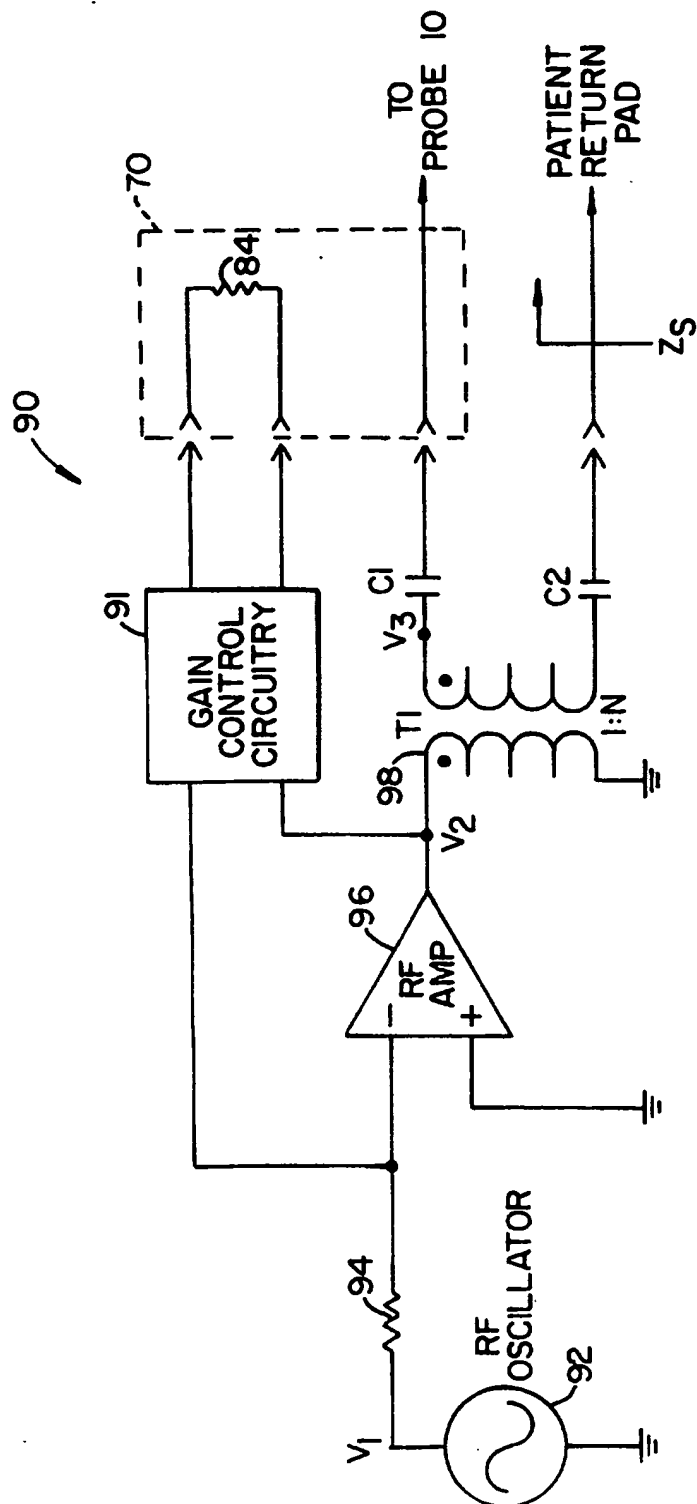 90
70
84
TO
PROBE 10
PATIENT
RETURN
PAD
ZS
91
GAIN
CONTROL
CIRCUITRY
C1
C2
V3
T1
1:N
98
V2
96
RF
AMP
-
+
94
V1
RF
OSCILLATOR
92